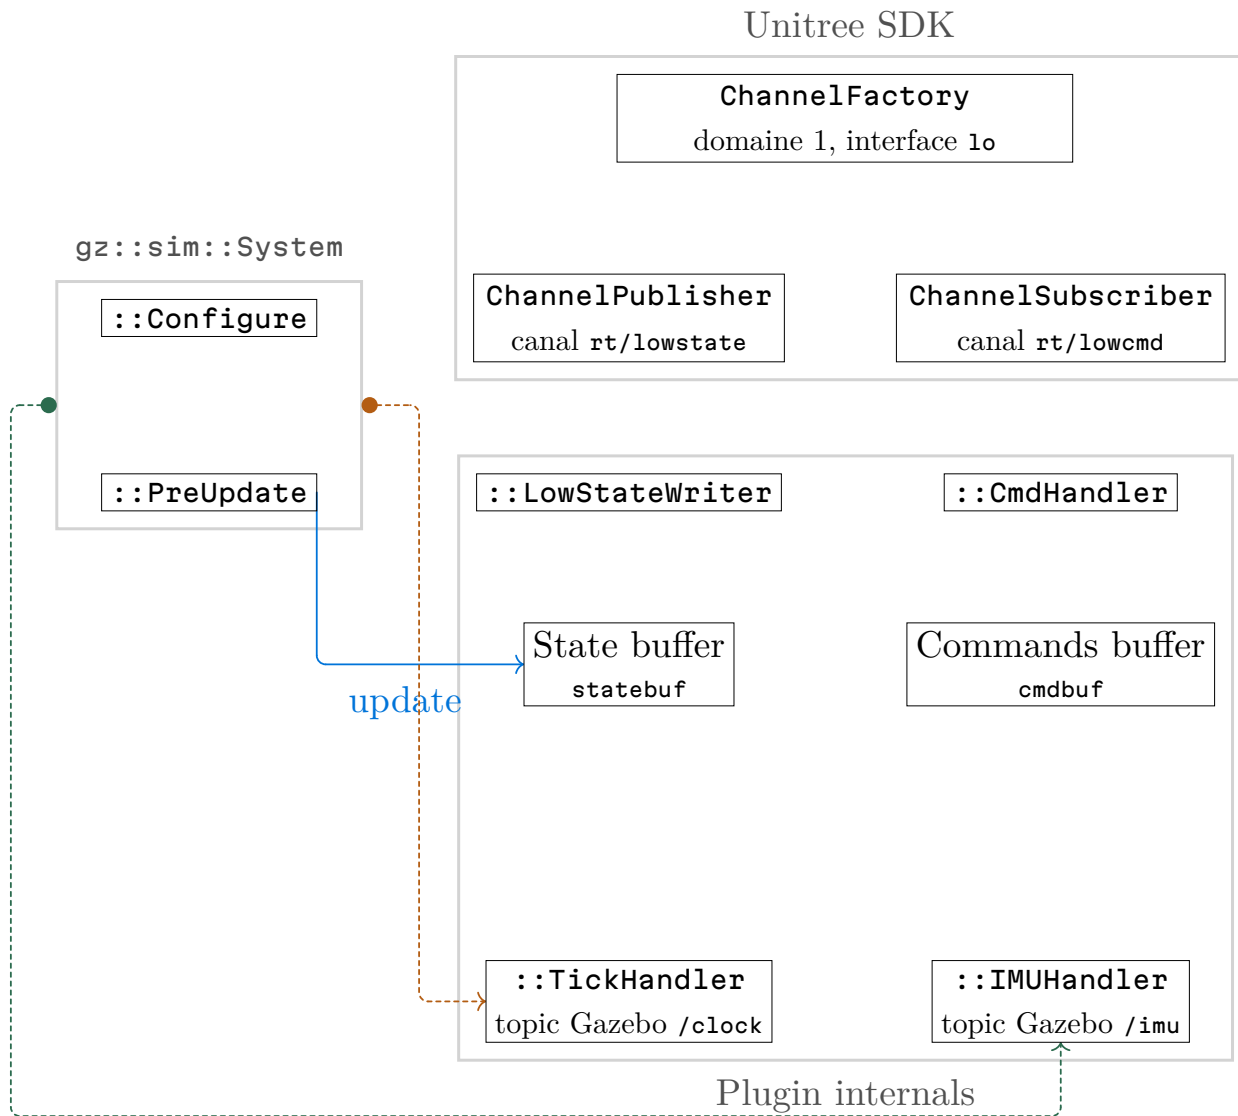 Unitree SDK
ChannelFactory
domaine 1, interface lo
gz::sim::System
::Configure
ChannelPublisher
canal rt/lowstate
ChannelSubscriber
canal rt/lowcmd
::PreUpdate
::LowStateWriter
::CmdHandler
State buffer
statebuf
Commands buffer
cmdbuf
update
::TickHandler
topic Gazebo /clock
::IMUHandler
topic Gazebo /imu
Plugin internals